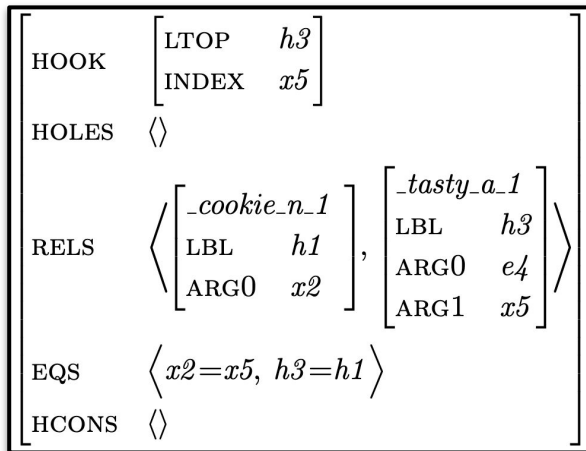 HOOK LTOP h3
INDEX x5
HOLES ⟨⟩
_cookie_n_1 _tasty_a_1
RELS ⟨ LBL h1 , LBL h3 ⟩
ARG0 x2 ARG0 e4
ARG1 x5
EQS ⟨x2=x5, h3=h1⟩
HCONS ⟨⟩